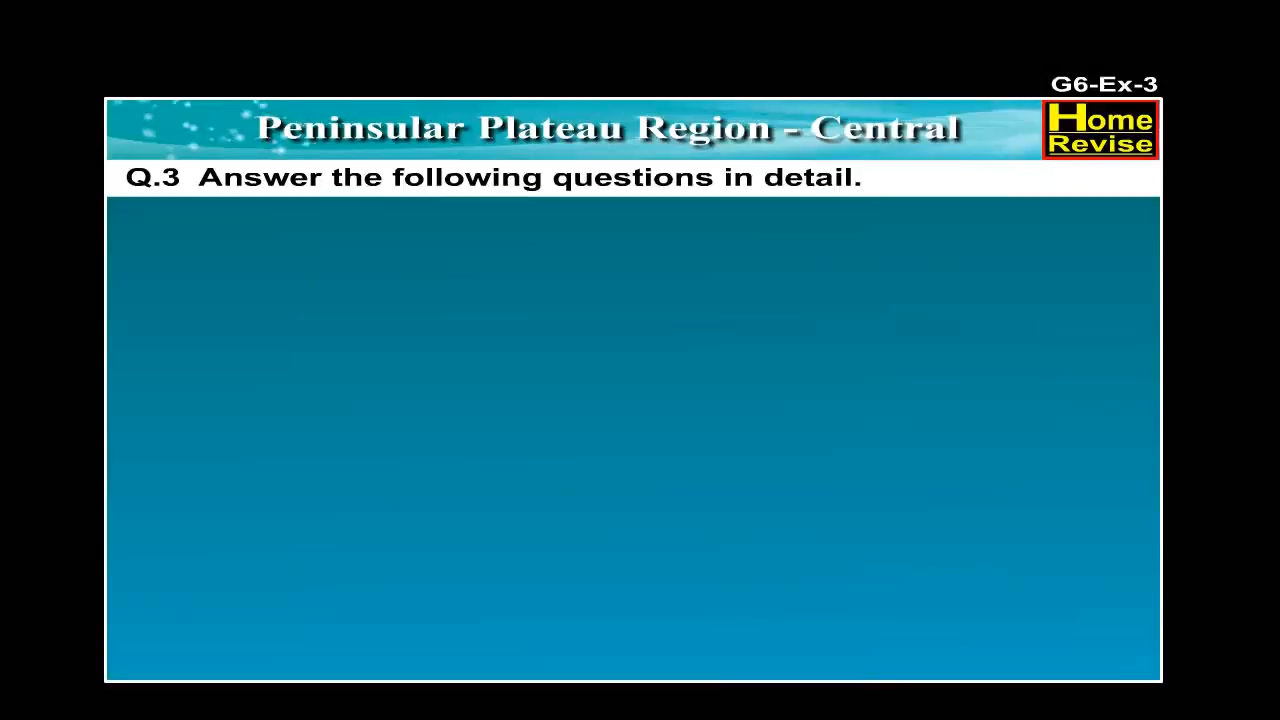 G6-Ex-3
Peninsular Plateau Region - Central
Home
Revise
Q.3 Answer the following questions in detail.